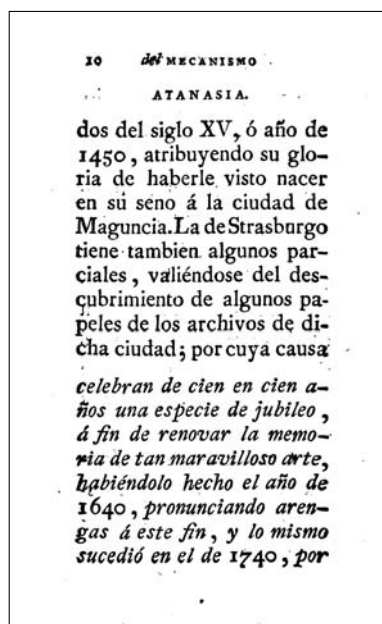 10 del MECANISMO
ATANASIA.
dos del siglo XV, ó año de
1450, atribuyendo su glo-
ria de haberle visto nacer
en su seno á la ciudad de
Maguncia. La de Strasburgo
tiene tambien algunos par-
ciales, valiéndose del des-
cubrimiento de algunos pa-
peles de los archivos de di-
cha ciudad; por cuya causa
celebran de cien en cien a-
ños una especie de jubileo,
á fin de renovar la memo-
ria de tan maravilloso arte,
habiéndolo hecho el año de
1640, pronunciando aren-
gas á este fin, y lo mismo
sucedió en el de 1740, por